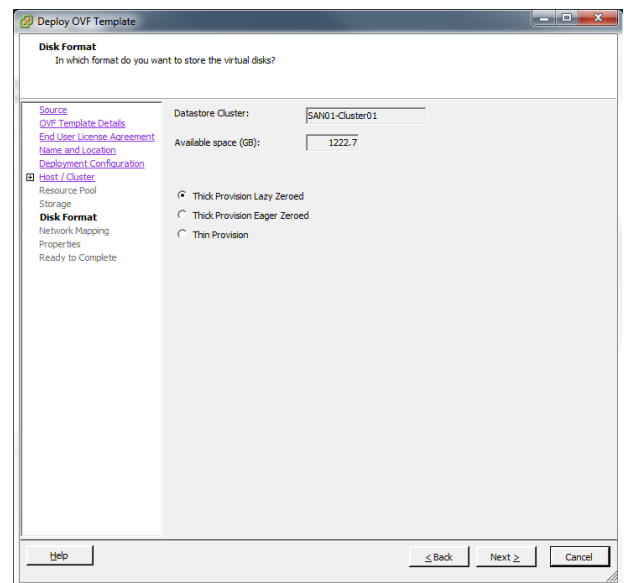 Deploy OVF Template
Disk Format
In which format do you want to store the virtual disks?
Source
OVF Template Details
End User License Agreement
Name and Location
Deployment Configuration
Host / Cluster
Resource Pool
Storage
Disk Format
Network Mapping
Properties
Ready to Complete
Datastore Cluster:
SAN01-Cluster01
Available space (GB):
1222.7
Thick Provision Lazy Zeroed
Thick Provision Eager Zeroed
Thin Provision
Help
≤ Back
Next ≥
Cancel